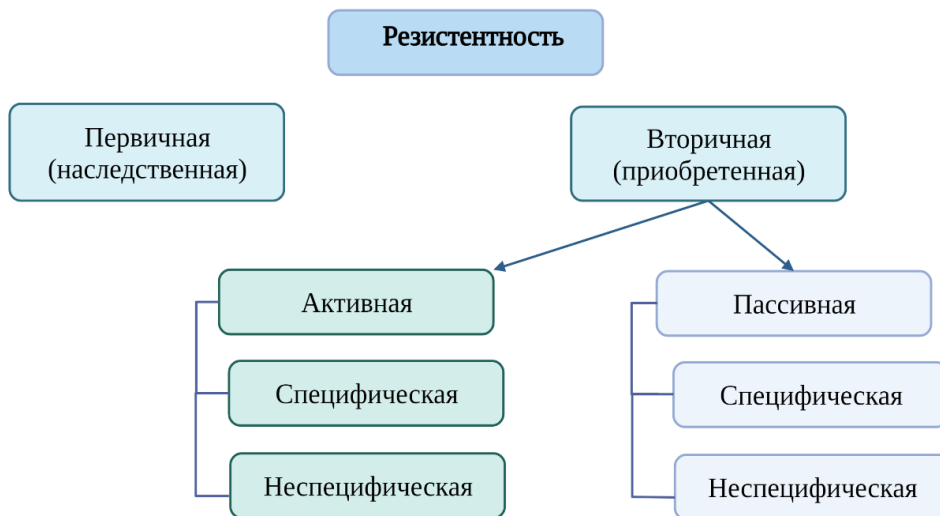 Резистентность
Первичная
(наследственная)
Вторичная
(приобретенная)
Активная
Пассивная
Специфическая
Специфическая
Неспецифическая
Неспецифическая